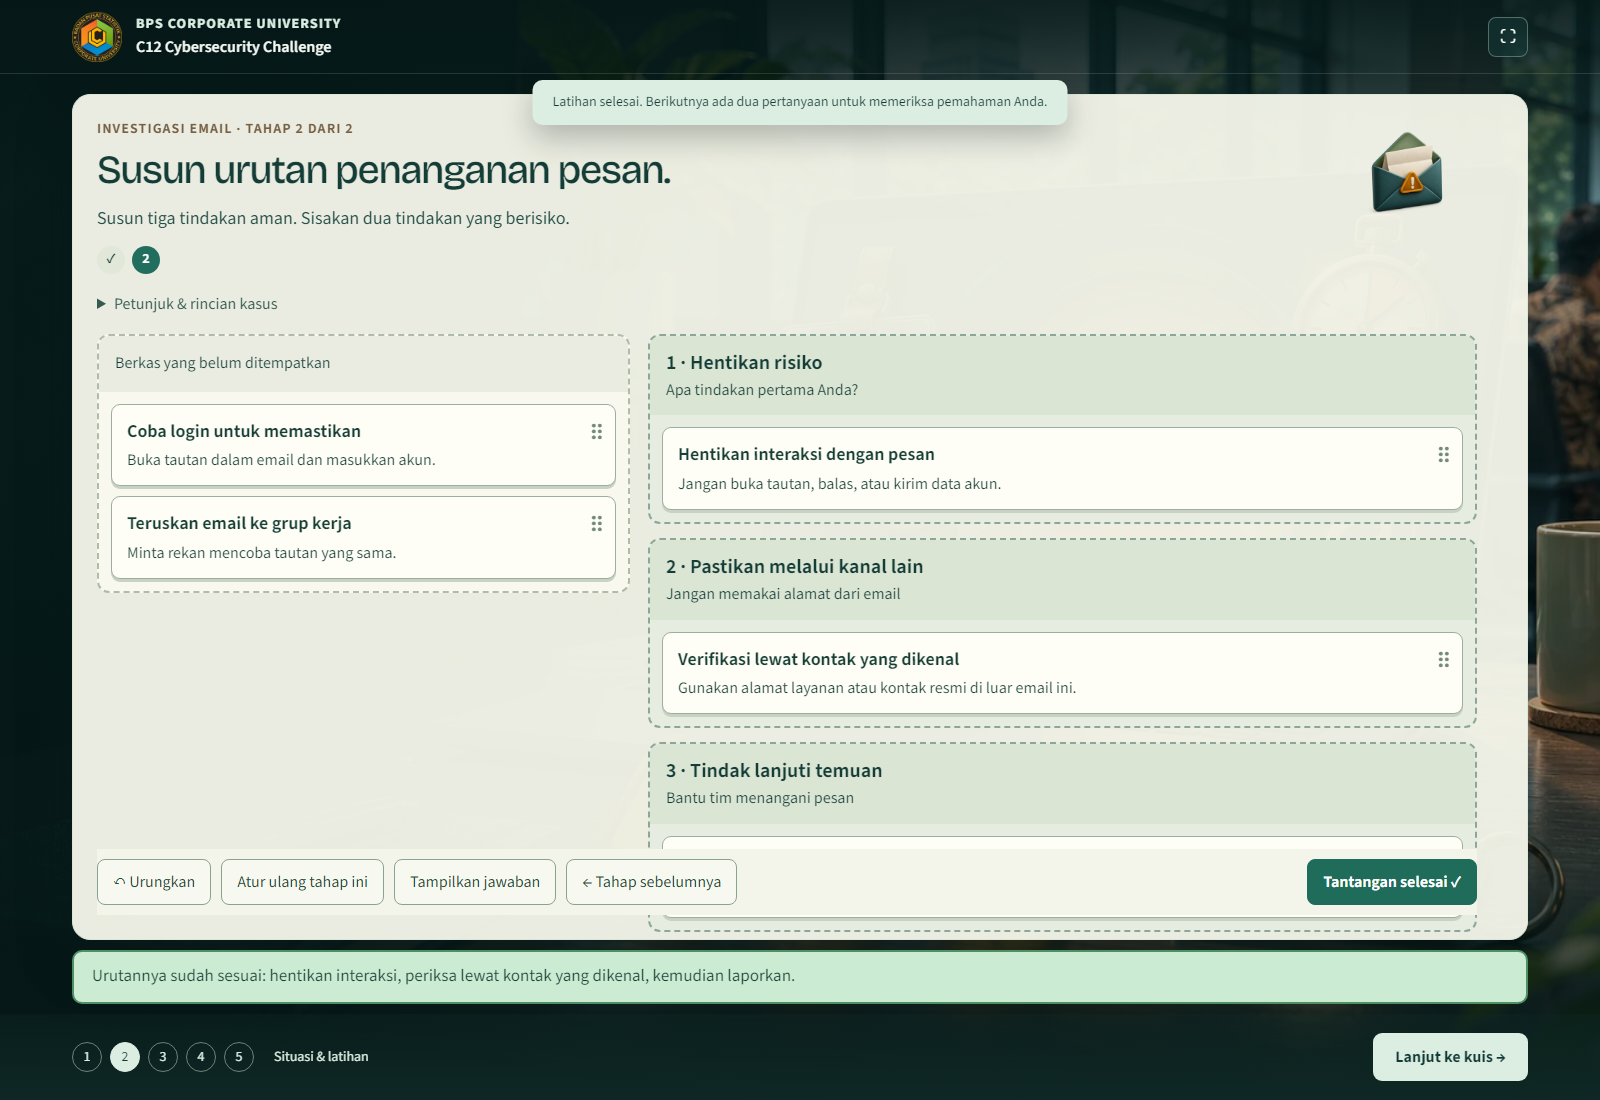 BPS CORPORATE UNIVERSITY
C12 Cybersecurity Challenge
Latihan selesai. Berikutnya ada dua pertanyaan untuk memeriksa pemahaman Anda.
INVESTIGASI EMAIL · TAHAP 2 DARI 2
Susun urutan penanganan pesan.
Susun tiga tindakan aman. Sisakan dua tindakan yang berisiko.
✓ 2
▶ Petunjuk & rincian kasus
Berkas yang belum ditempatkan
Coba login untuk memastikan
Buka tautan dalam email dan masukkan akun.
Teruskan email ke grup kerja
Minta rekan mencoba tautan yang sama.
1 · Hentikan risiko
Apa tindakan pertama Anda?
Hentikan interaksi dengan pesan
Jangan buka tautan, balas, atau kirim data akun.
2 · Pastikan melalui kanal lain
Jangan memakai alamat dari email
Verifikasi lewat kontak yang dikenal
Gunakan alamat layanan atau kontak resmi di luar email ini.
3 · Tindak lanjuti temuan
Bantu tim menangani pesan
↶ Urungkan
Atur ulang tahap ini
Tampilkan jawaban
← Tahap sebelumnya
Tantangan selesai ✓
Urutannya sudah sesuai: hentikan interaksi, periksa lewat kontak yang dikenal, kemudian laporkan.
1 2 3 4 5 Situasi & latihan
Lanjut ke kuis →